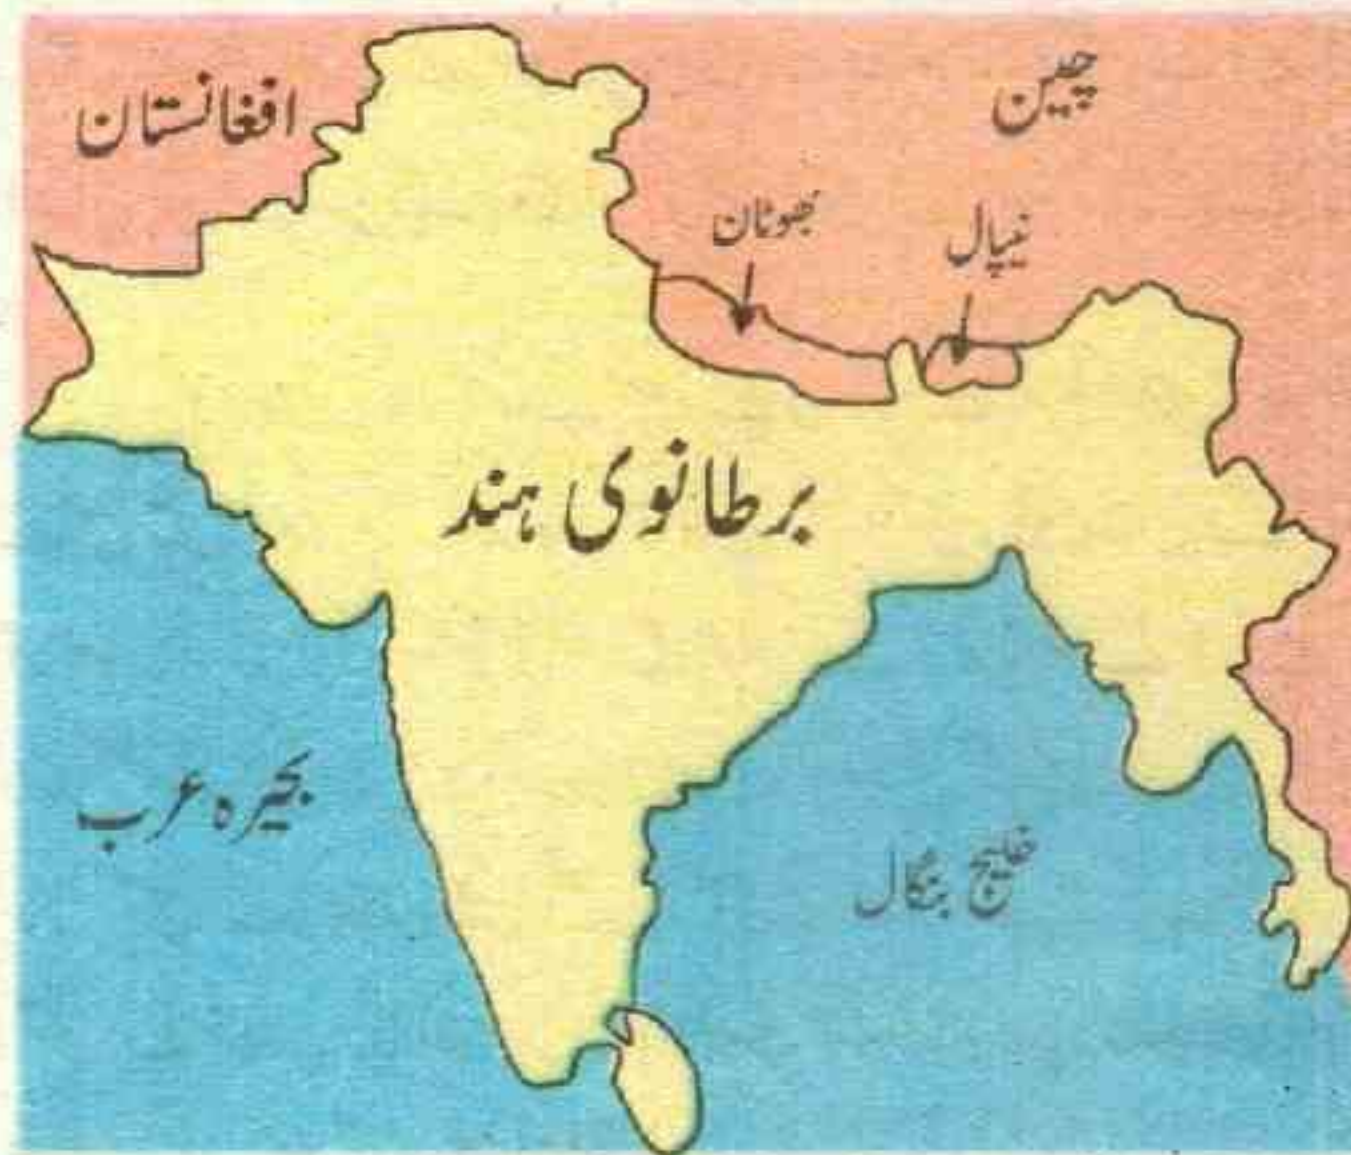 افغانستان
چین
بھوٹان
نیپال
برطانوی ہند
بحیرہ عرب
خلیج بنگال